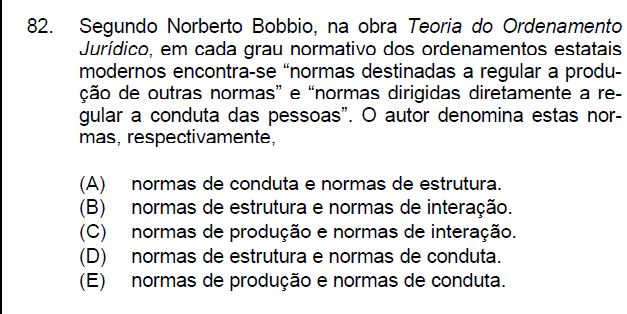 82. Segundo Norberto Bobbio, na obra Teoria do Ordenamento
Jurídico, em cada grau normativo dos ordenamentos estatais
modernos encontra-se “normas destinadas a regular a produ-
ção de outras normas” e “normas dirigidas diretamente a re-
gular a conduta das pessoas”. O autor denomina estas nor-
mas, respectivamente,
(A) normas de conduta e normas de estrutura.
(B) normas de estrutura e normas de interação.
(C) normas de produção e normas de interação.
(D) normas de estrutura e normas de conduta.
(E) normas de produção e normas de conduta.